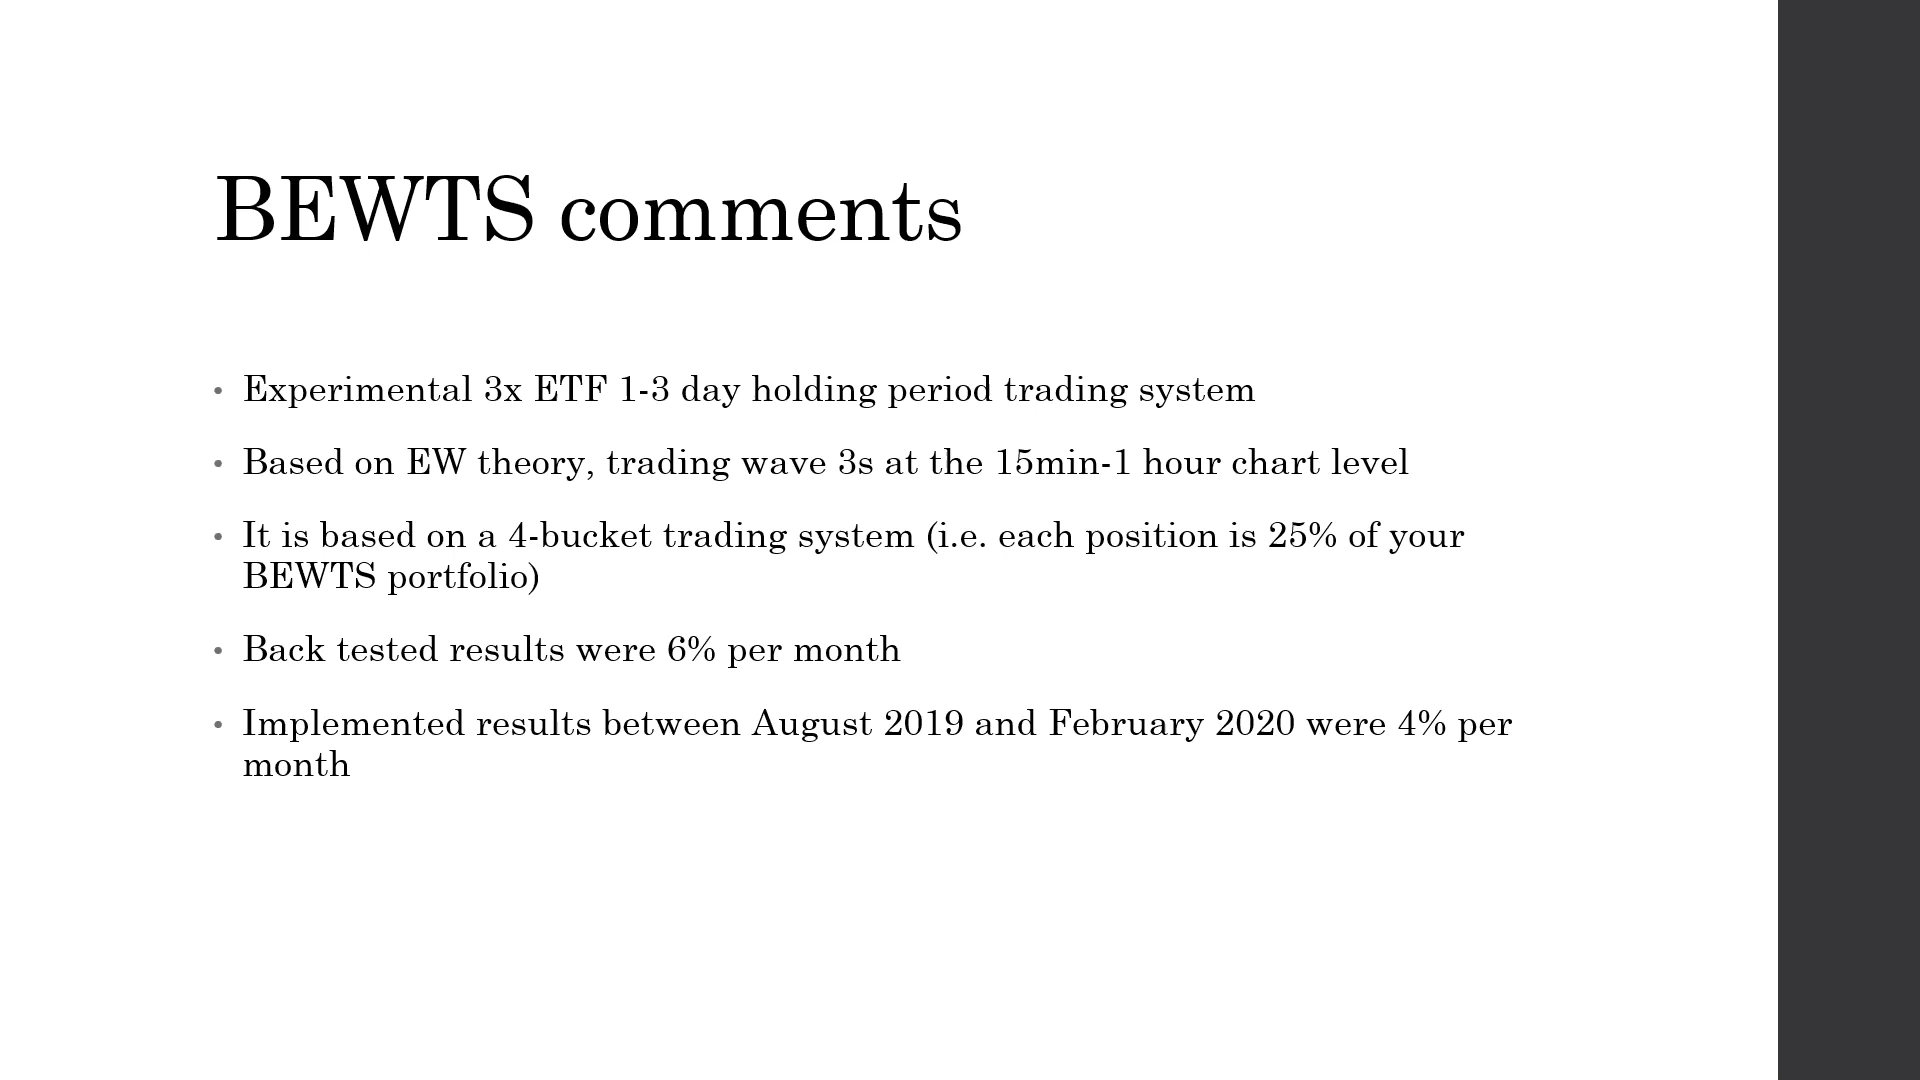 BEWTS comments
• Experimental 3x ETF 1-3 day holding period trading system
• Based on EW theory, trading wave 3s at the 15min-1 hour chart level
• It is based on a 4-bucket trading system (i.e. each position is 25% of your
BEWTS portfolio)
• Back tested results were 6% per month
• Implemented results between August 2019 and February 2020 were 4% per
month